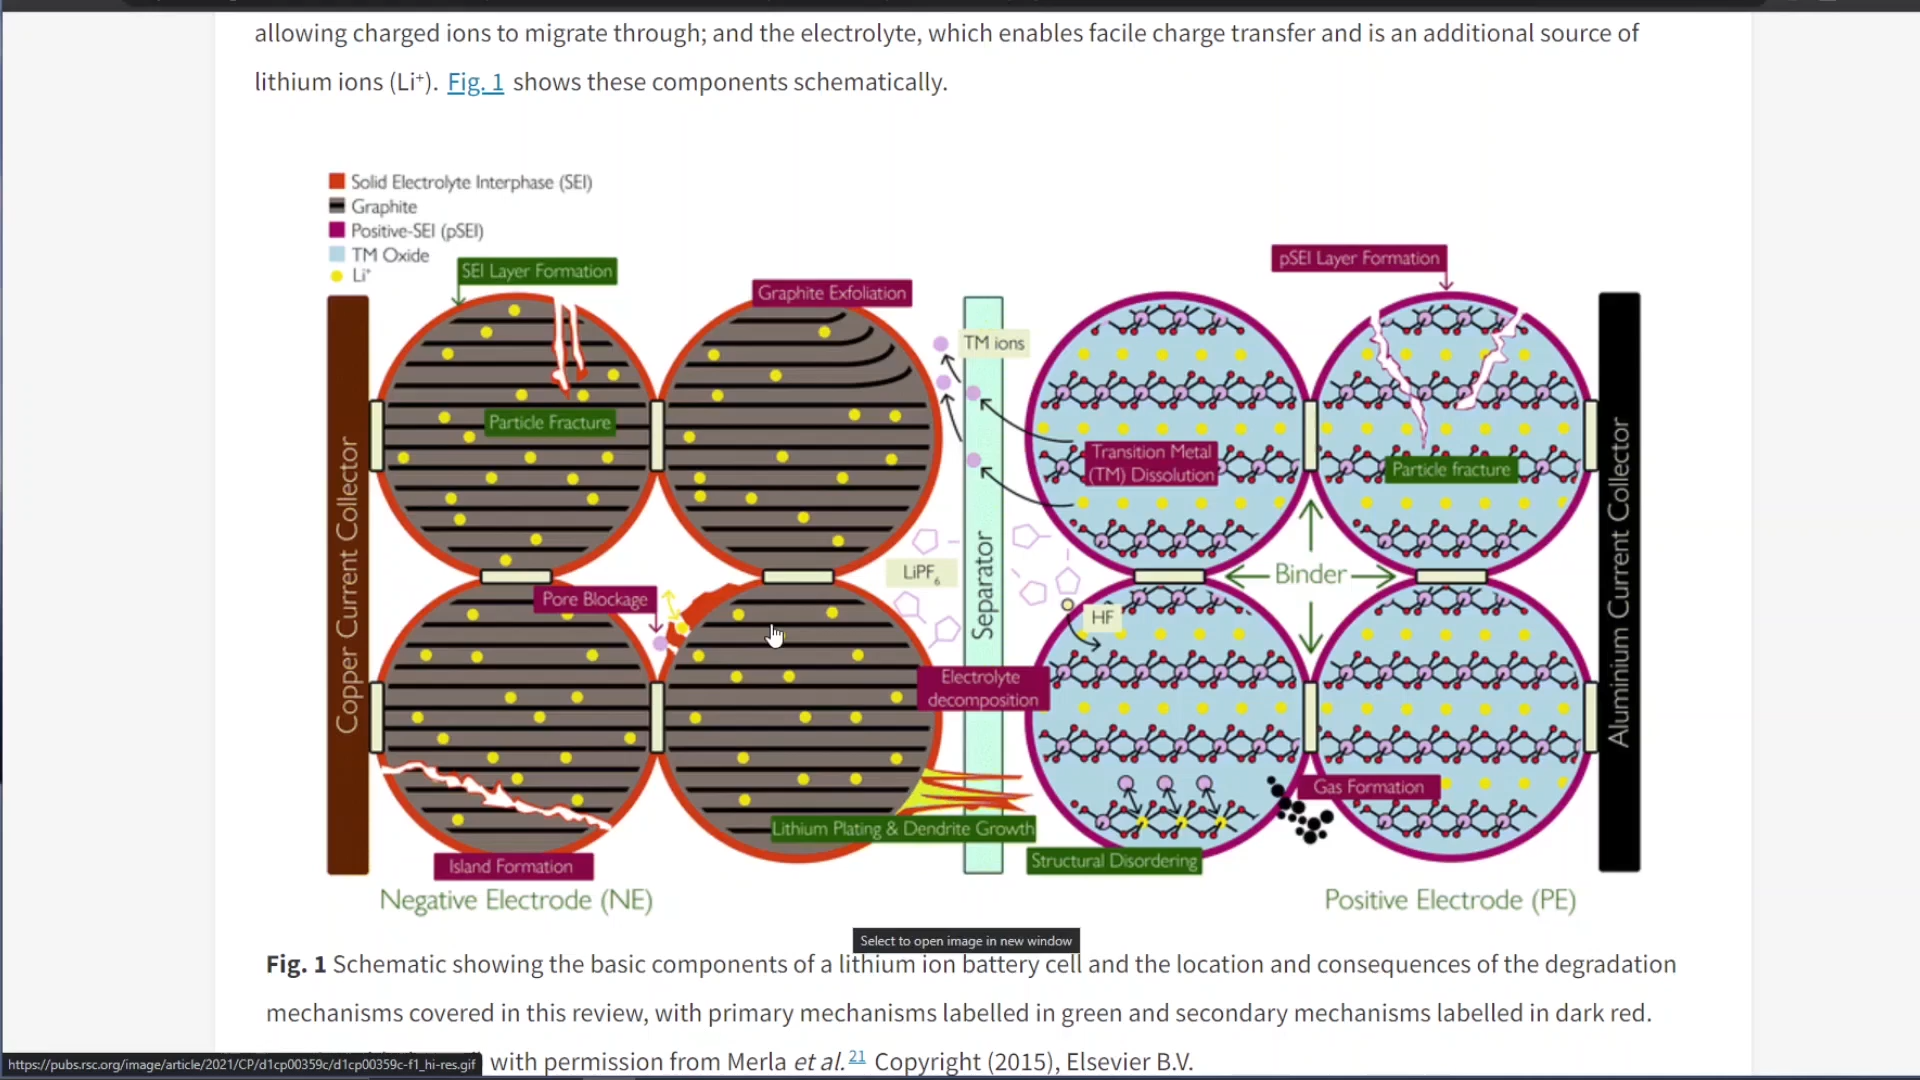 allowing charged ions to migrate through; and the electrolyte, which enables facile charge transfer and is an additional source of
lithium ions (Li⁺). Fig. 1 shows these components schematically.
Solid Electrolyte Interphase (SEI)
Graphite
Positive-SEI (pSEI)
TM Oxide
Li⁺
SEI Layer Formation
pSEI Layer Formation
Graphite Exfoliation
TM ions
Particle Fracture
Transition Metal
(TM) Dissolution
Particle fracture
Copper Current Collector
Separator
Aluminium Current Collector
LiPF₆
Binder
Pore Blockage
HF
Electrolyte
decomposition
Gas Formation
Lithium Plating & Dendrite Growth
Structural Disordering
Island Formation
Negative Electrode (NE)
Positive Electrode (PE)
Select to open image in new window
Fig. 1 Schematic showing the basic components of a lithium ion battery cell and the location and consequences of the degradation
mechanisms covered in this review, with primary mechanisms labelled in green and secondary mechanisms labelled in dark red.
https://pubs.rsc.org/image/article/2021/CP/d1cp00359c/d1cp00359c-f1_hi-res.gif
with permission from Merla et al.²¹ Copyright (2015), Elsevier B.V.